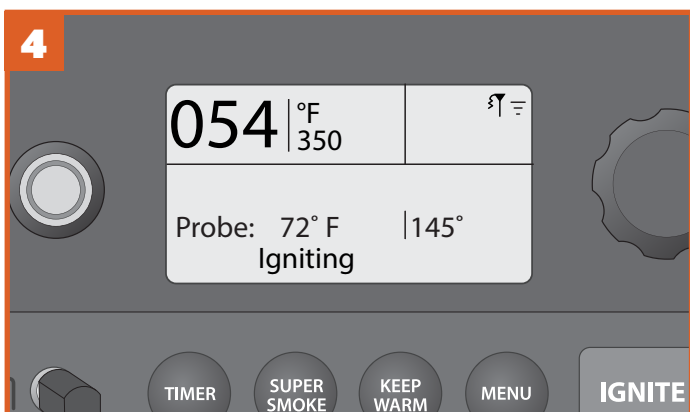 4
054 °F
350
Probe: 72° F 145°
Igniting
TIMER
SUPER
SMOKE
KEEP
WARM
MENU
IGNITE